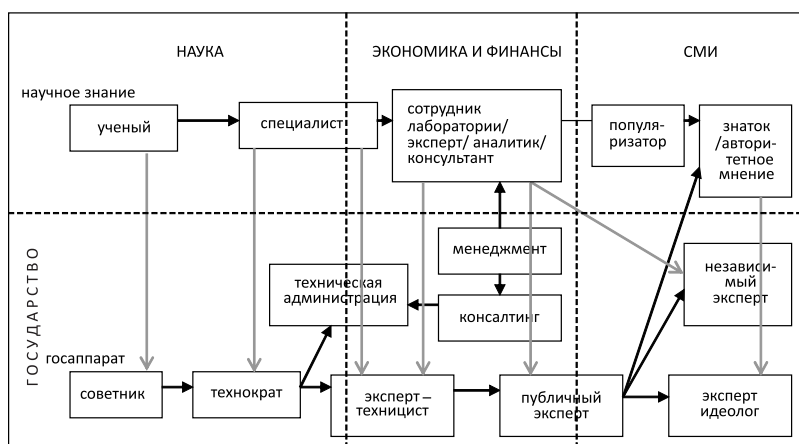 НАУКА
ЭКОНОМИКА И ФИНАНСЫ
СМИ
научное знание
ученый
специалист
сотрудник
лаборатории/
эксперт/ аналитик/
консультант
популя-
ризатор
знаток
/автори-
тетное
мнение
ГОСУДАРСТВО
менеджмент
техническая
администрация
консалтинг
независи-
мый
эксперт
госаппарат
советник
технократ
эксперт –
техницист
публичный
эксперт
эксперт
идеолог